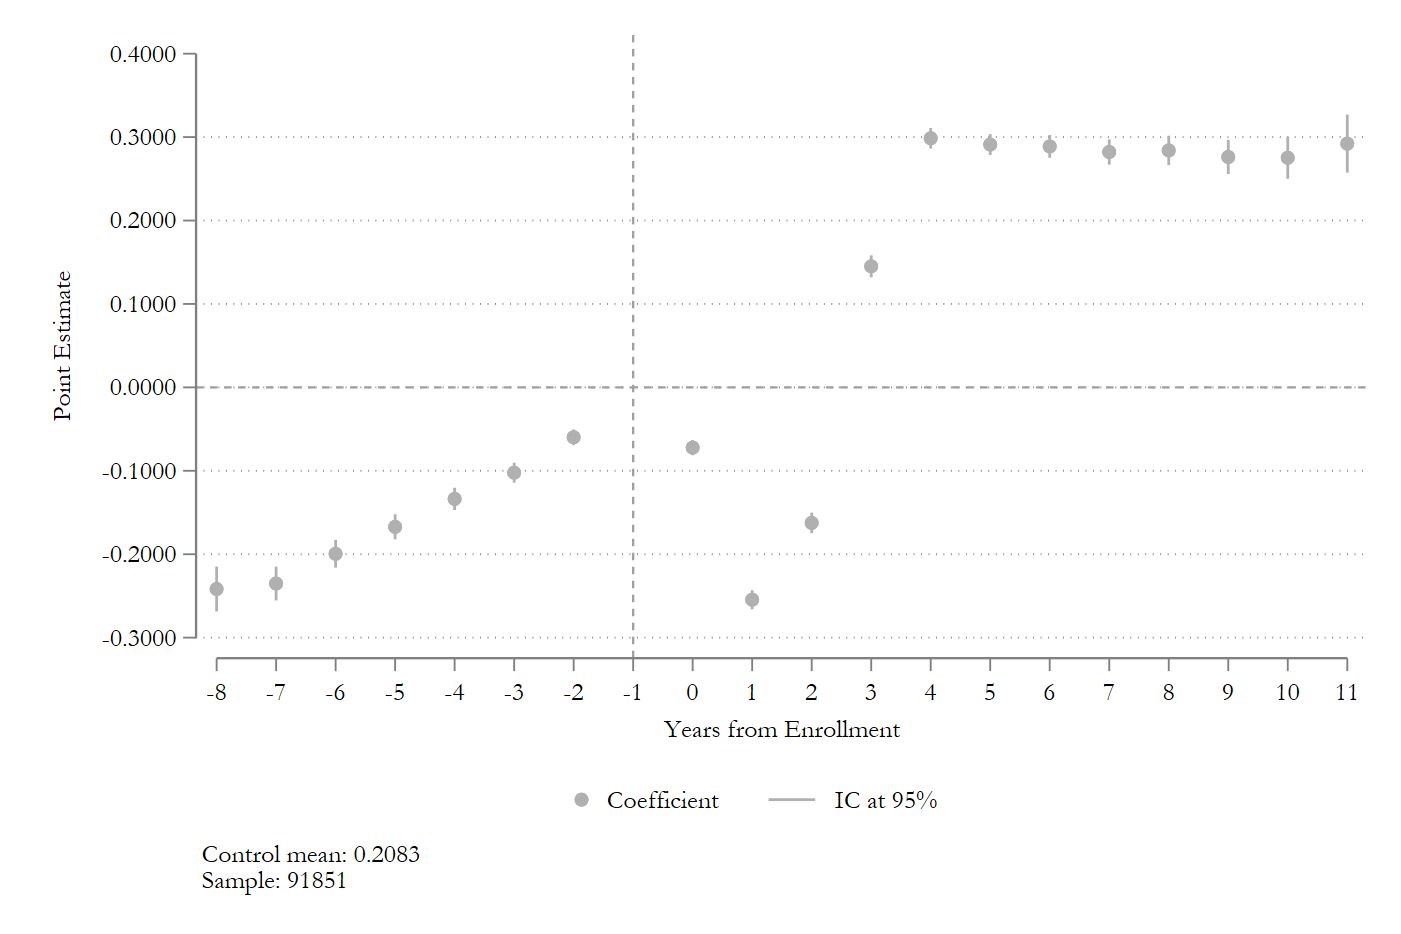 0.4000
0.3000
0.2000
0.1000
0.0000
-0.1000
-0.2000
-0.3000
Point Estimate
-8 -7 -6 -5 -4 -3 -2 -1 0 1 2 3 4 5 6 7 8 9 10 11
Years from Enrollment
Coefficient IC at 95%
Control mean: 0.2083
Sample: 91851